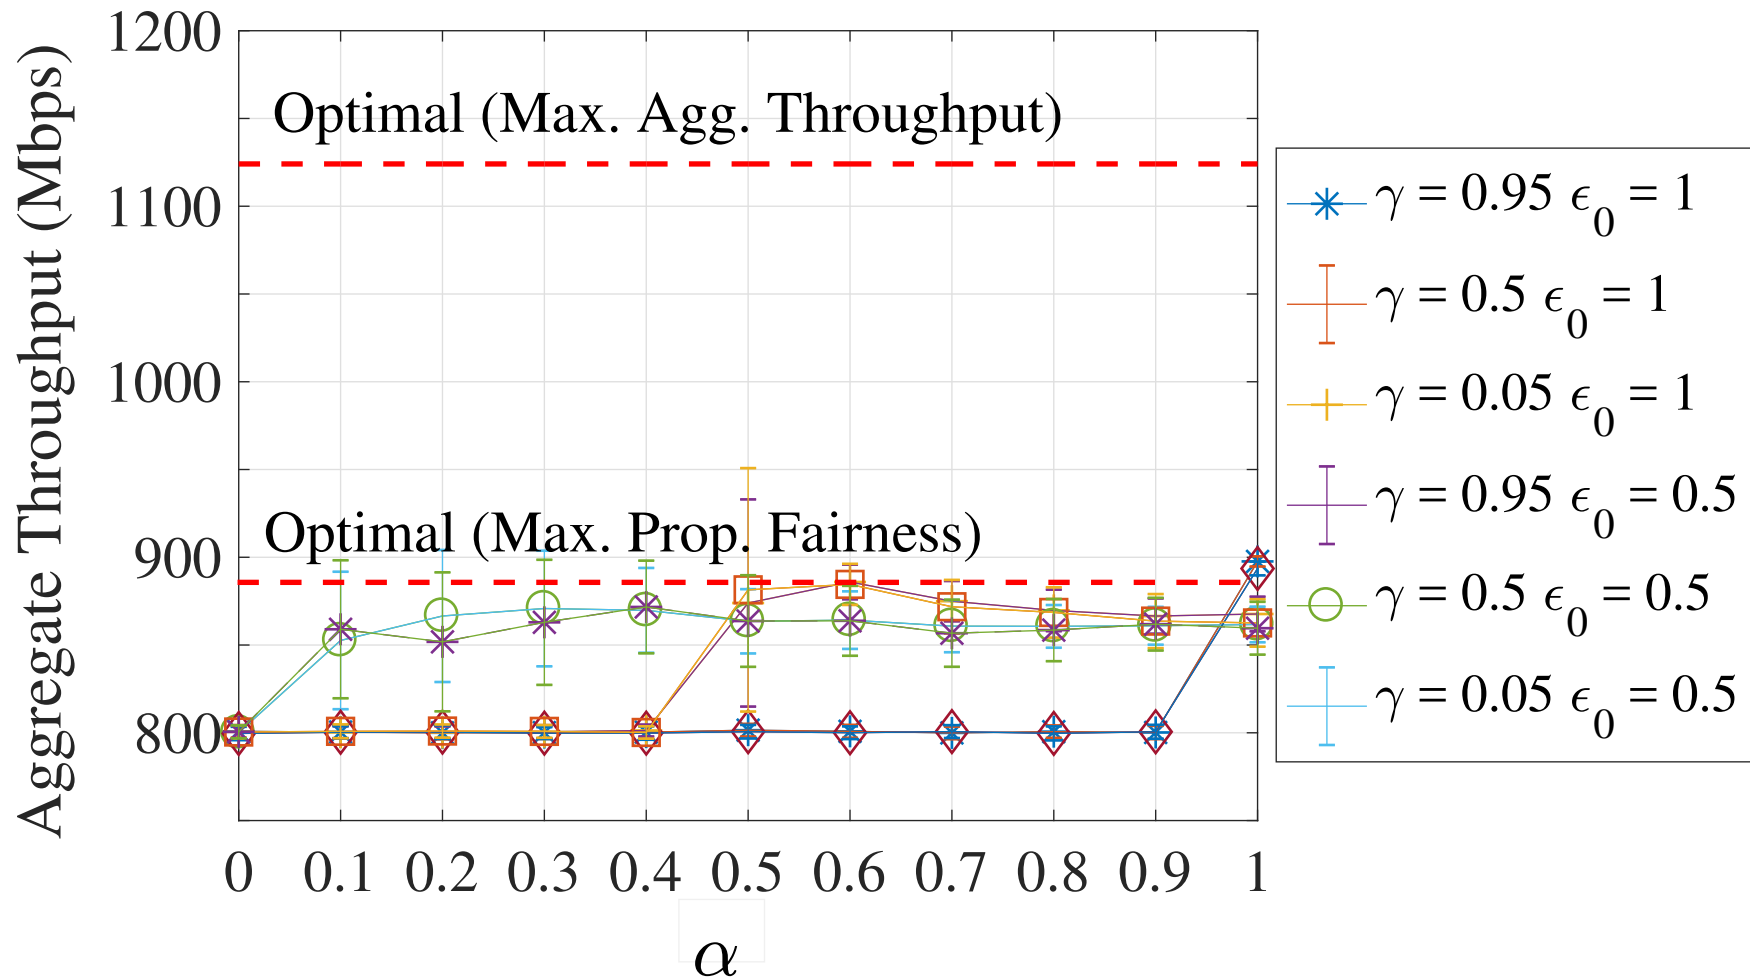 Aggregate Throughput (Mbps)
1200
1100
1000
900
800
Optimal (Max. Agg. Throughput)
Optimal (Max. Prop. Fairness)
0 0.1 0.2 0.3 0.4 0.5 0.6 0.7 0.8 0.9 1
α
γ = 0.95 ϵ₀ = 1
γ = 0.5 ϵ₀ = 1
γ = 0.05 ϵ₀ = 1
γ = 0.95 ϵ₀ = 0.5
γ = 0.5 ϵ₀ = 0.5
γ = 0.05 ϵ₀ = 0.5